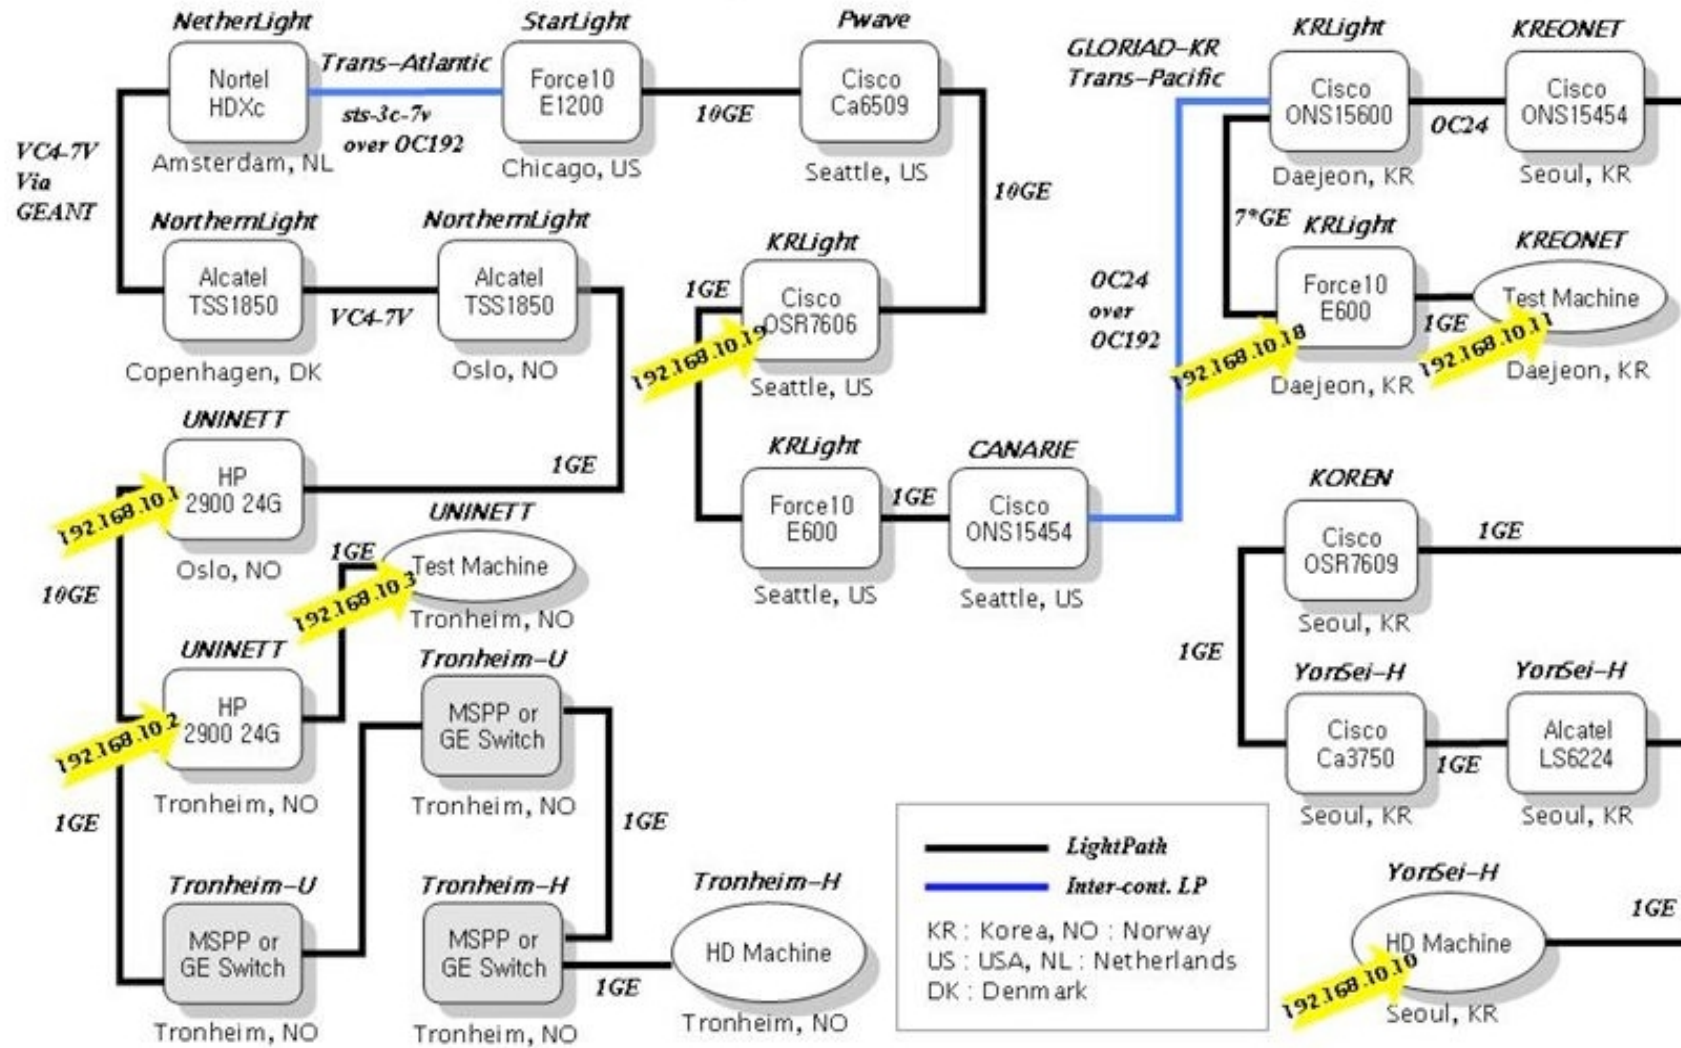 NetherLight
Nortel
HDXc
Amsterdam, NL
Trans-Atlantic
sts-3c-7v
over OC192
StarLight
Force10
E1200
Chicago, US
10GE
Pwave
Cisco
Ca6509
Seattle, US
10GE
GLORIAD-KR
Trans-Pacific
KRLight
Cisco
ONS15600
Daejeon, KR
OC24
KREONET
Cisco
ONS15454
Seoul, KR
VC4-7V
Via
GEANT
NorthernLight
Alcatel
TSS1850
Copenhagen, DK
VC4-7V
NorthernLight
Alcatel
TSS1850
Oslo, NO
1GE
KRLight
Cisco
OSR7606
192.168.10.19
Seattle, US
OC24
over
OC192
7*GE
KRLight
Force10
E600
192.168.10.18
Daejeon, KR
1GE
KREONET
Test Machine
192.168.10.11
Daejeon, KR
UNINETT
HP
2900 24G
192.168.10.1
Oslo, NO
1GE
10GE
UNINETT
1GE
Test Machine
192.168.10.3
Tronheim, NO
KRLight
Force10
E600
Seattle, US
1GE
CANARIE
Cisco
ONS15454
Seattle, US
KOREN
Cisco
OSR7609
Seoul, KR
1GE
1GE
UNINETT
HP
2900 24G
192.168.10.2
Tronheim, NO
1GE
Tronheim-U
MSPP or
GE Switch
Tronheim, NO
1GE
YonSei-H
Cisco
Ca3750
Seoul, KR
1GE
YonSei-H
Alcatel
LS6224
Seoul, KR
Tronheim-U
MSPP or
GE Switch
Tronheim, NO
Tronheim-H
MSPP or
GE Switch
Tronheim, NO
1GE
Tronheim-H
HD Machine
Tronheim, NO
LightPath
Inter-cont. LP
KR : Korea, NO : Norway
US : USA, NL : Netherlands
DK : Denmark
YonSei-H
HD Machine
192.168.10.10
Seoul, KR
1GE